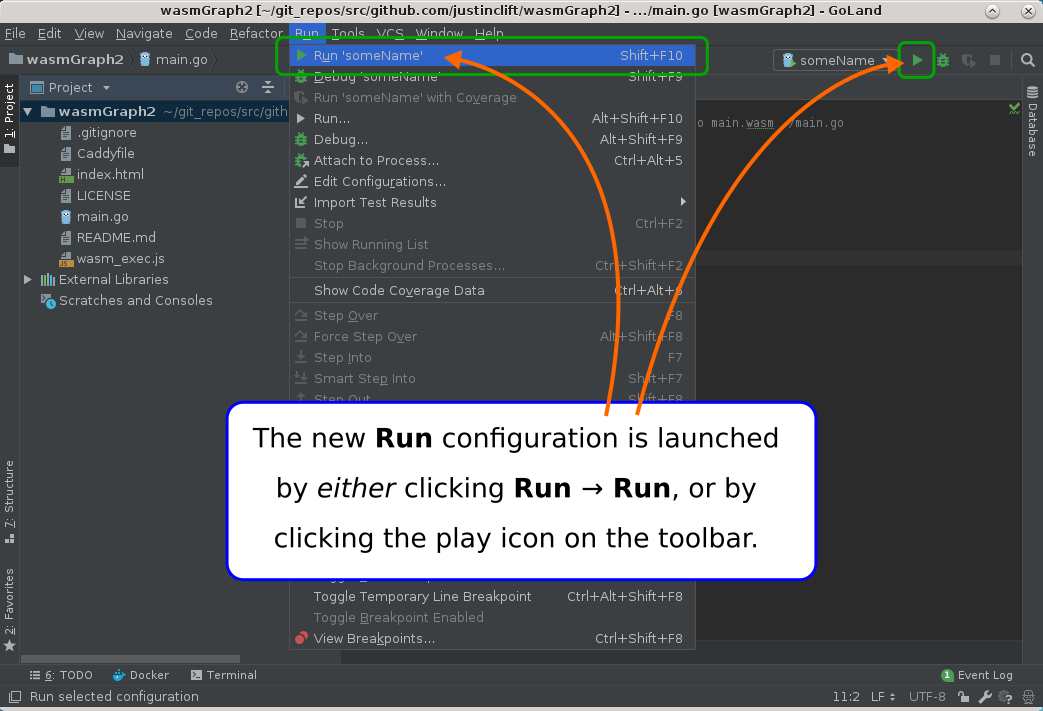 wasmGraph2 [~/git_repos/src/github.com/justinclift/wasmGraph2] - .../main.go [wasmGraph2] - GoLand
File Edit View Navigate Code Refactor Run Tools VCS Window Help
wasmGraph2 main.go
someName
Project
1: Project
7: Structure
2: Favorites
Database
wasmGraph2 ~/git_repos/src/gith
.gitignore
Caddyfile
index.html
LICENSE
main.go
README.md
wasm_exec.js
External Libraries
Scratches and Consoles
Run 'someName' Shift+F10
Debug 'someName' Shift+F9
Run 'someName' with Coverage
Run... Alt+Shift+F10
Debug... Alt+Shift+F9
Attach to Process... Ctrl+Alt+5
Edit Configurations...
Import Test Results
Stop Ctrl+F2
Show Running List
Stop Background Processes... Ctrl+Shift+F2
Show Code Coverage Data Ctrl+Alt+6
Step Over F8
Force Step Over Alt+Shift+F8
Step Into F7
Smart Step Into Shift+F7
Step Out Shift+F8
o main.wasm ./main.go
The new Run configuration is launched
by either clicking Run → Run, or by
clicking the play icon on the toolbar.
Toggle Temporary Line Breakpoint Ctrl+Alt+Shift+F8
Toggle Breakpoint Enabled
View Breakpoints... Ctrl+Shift+F8
6: TODO Docker Terminal 1 Event Log
Run selected configuration 11:2 LF UTF-8